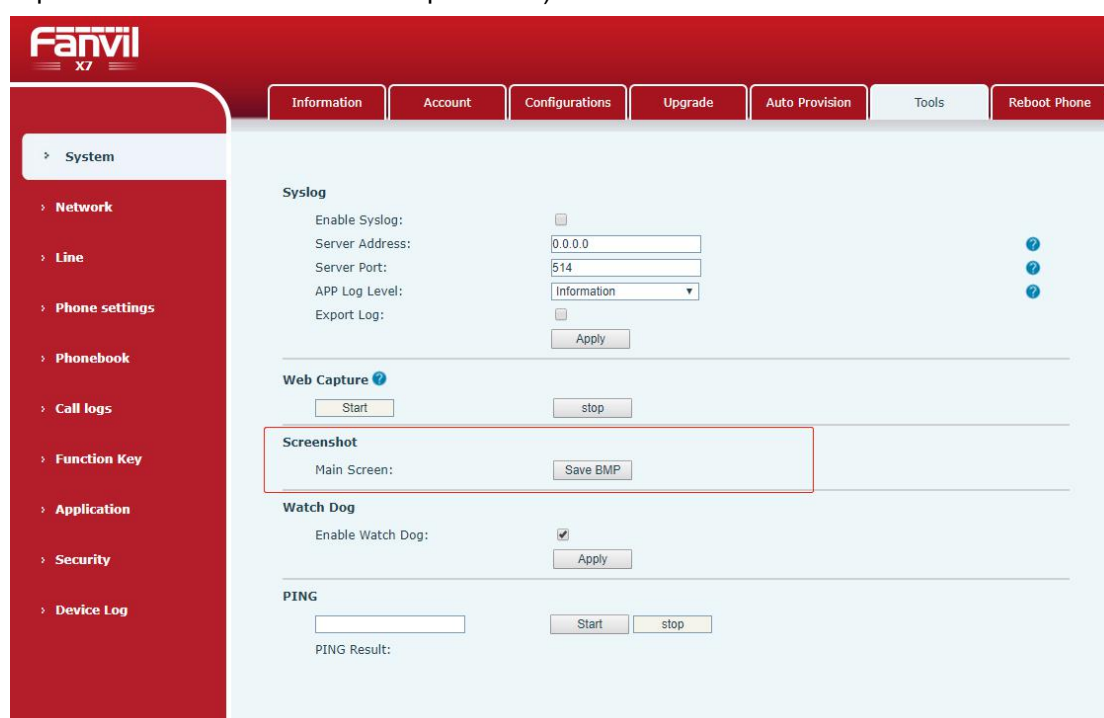 Fanvil
X7
Information Account Configurations Upgrade Auto Provision Tools Reboot Phone
System
Network
Line
Phone settings
Phonebook
Call logs
Function Key
Application
Security
Device Log
Syslog
Enable Syslog:
Server Address: 0.0.0.0
Server Port: 514
APP Log Level: Information
Export Log:
Apply
Web Capture
Start stop
Screenshot
Main Screen: Save BMP
Watch Dog
Enable Watch Dog:
Apply
PING
Start stop
PING Result: